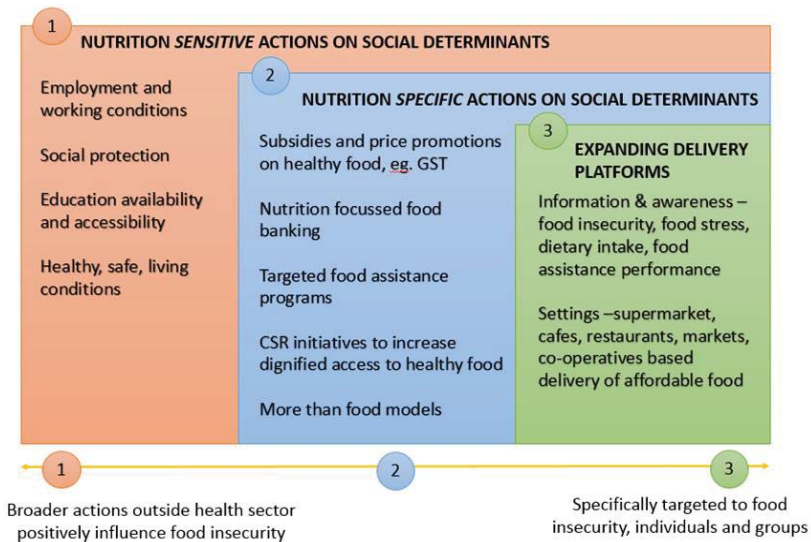 1
NUTRITION SENSITIVE ACTIONS ON SOCIAL DETERMINANTS
Employment and
working conditions
Social protection
Education availability
and accessibility
Healthy, safe, living
conditions
2
NUTRITION SPECIFIC ACTIONS ON SOCIAL DETERMINANTS
Subsidies and price promotions
on healthy food, eg. GST
Nutrition focussed food
banking
Targeted food assistance
programs
CSR initiatives to increase
dignified access to healthy food
More than food models
3
EXPANDING DELIVERY
PLATFORMS
Information & awareness –
food insecurity, food stress,
dietary intake, food
assistance performance
Settings –supermarket,
cafes, restaurants, markets,
co-operatives based
delivery of affordable food
1
2
3
Broader actions outside health sector
positively influence food insecurity
Specifically targeted to food
insecurity, individuals and groups